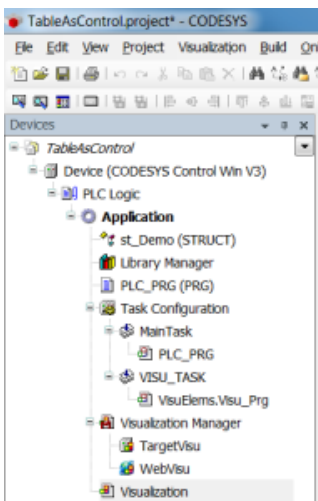 TableAsControl.project* - CODESYS
File Edit View Project Visualization Build On
Devices
TableAsControl
Device (CODESYS Control Win V3)
PLC Logic
Application
st_Demo (STRUCT)
Library Manager
PLC_PRG (PRG)
Task Configuration
MainTask
PLC_PRG
VISU_TASK
VisuElems.Visu_Prg
Visualization Manager
TargetVisu
WebVisu
Visualization